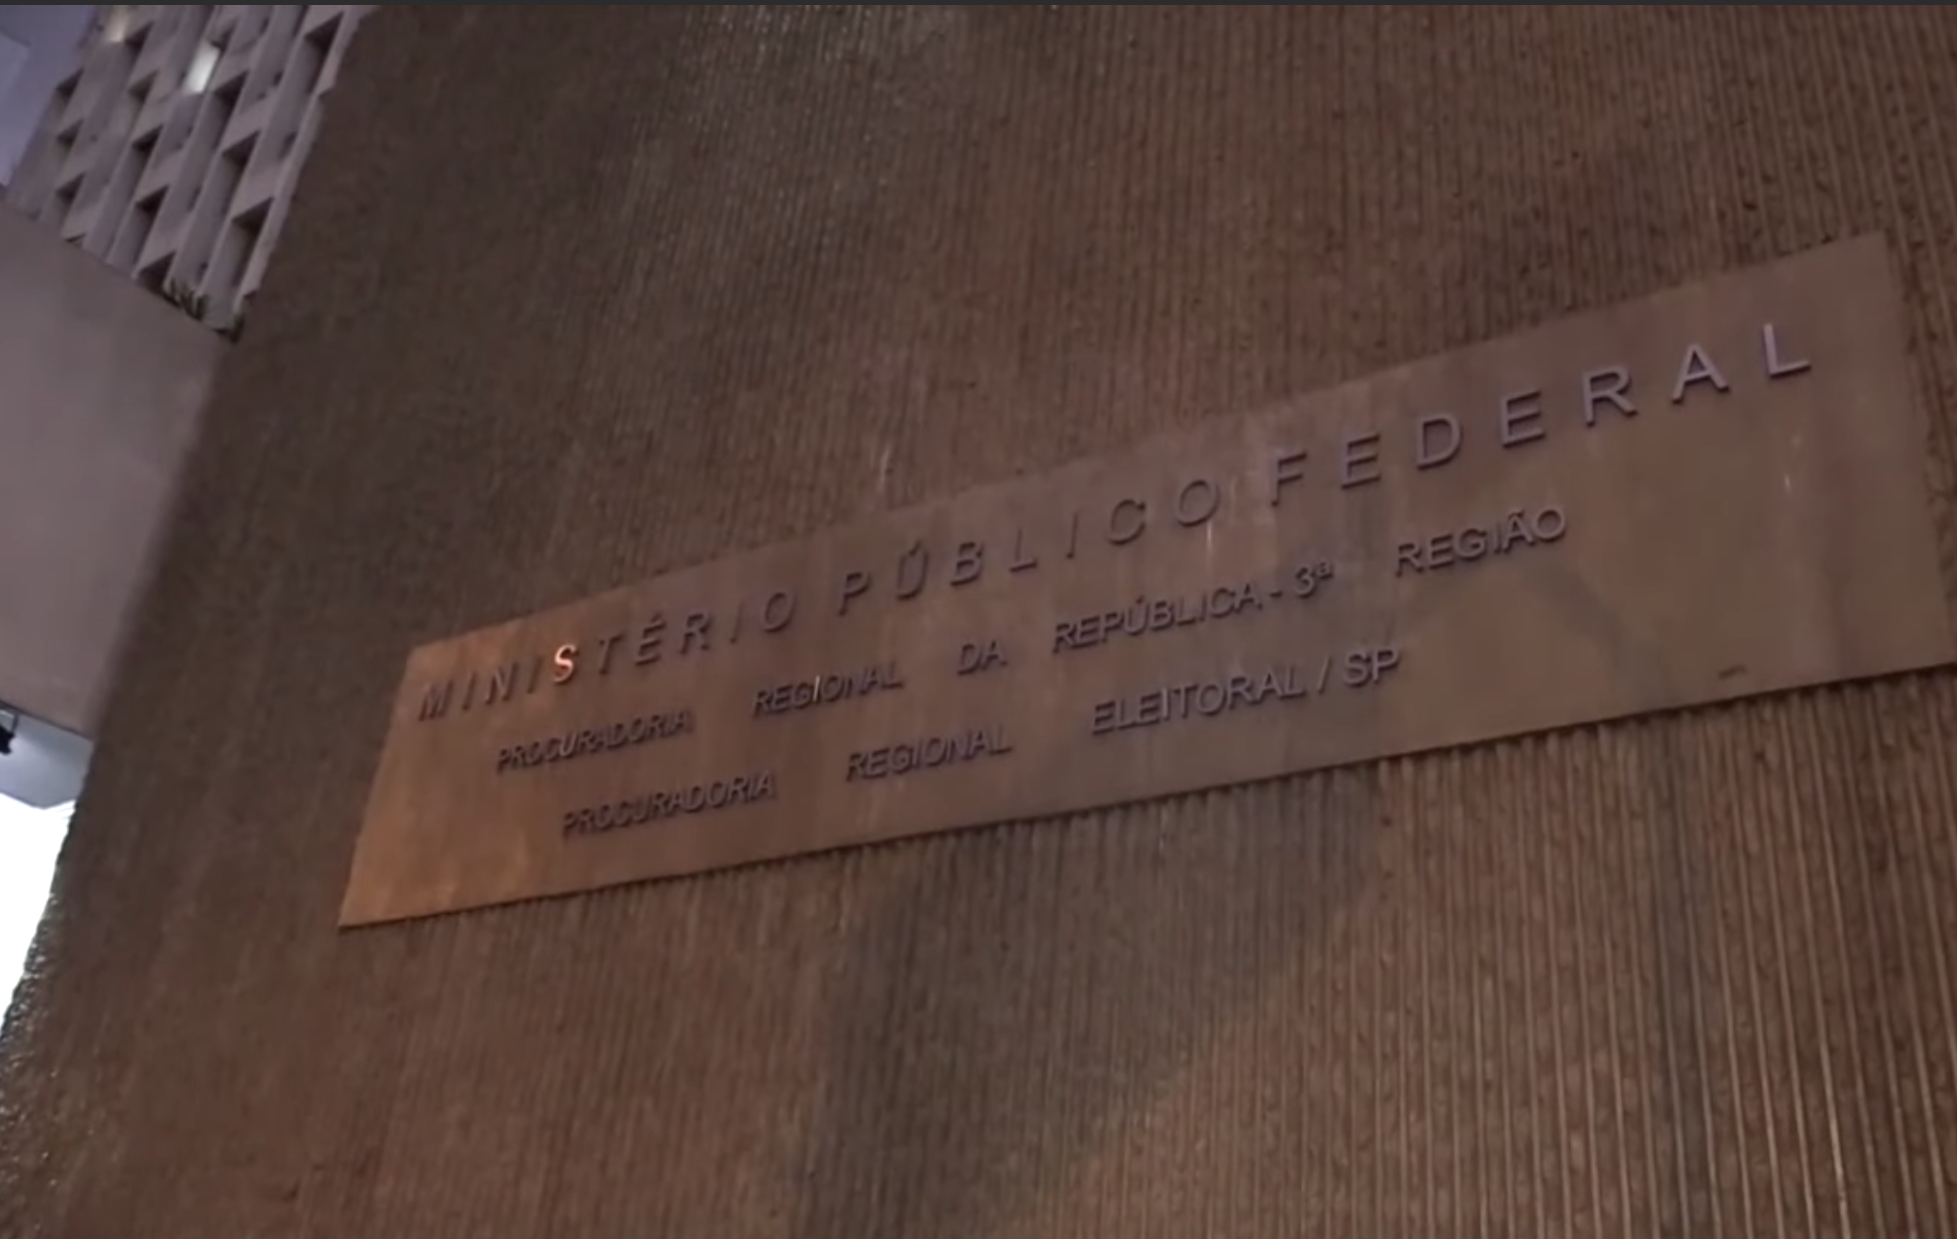 MINISTÉRIO PÚBLICO FEDERAL
PROCURADORIA REGIONAL DA REPÚBLICA - 3ª REGIÃO
PROCURADORIA REGIONAL ELEITORAL / SP